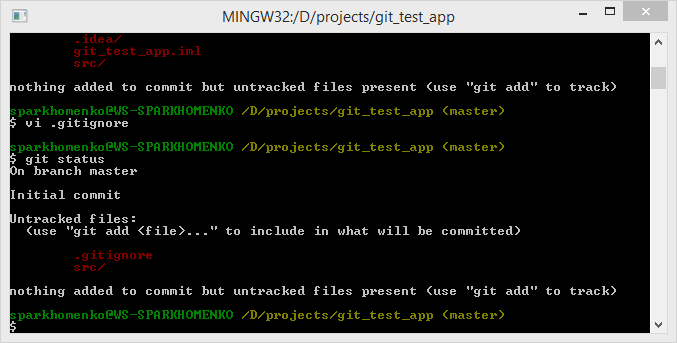 MINGW32:/D/projects/git_test_app
.idea/
git_test_app.iml
src/
nothing added to commit but untracked files present (use "git add" to track)
sparkhomenko@WS-SPARKHOMENKO /D/projects/git_test_app (master)
$ vi .gitignore
sparkhomenko@WS-SPARKHOMENKO /D/projects/git_test_app (master)
$ git status
On branch master
Initial commit
Untracked files:
(use "git add <file>..." to include in what will be committed)
.gitignore
src/
nothing added to commit but untracked files present (use "git add" to track)
sparkhomenko@WS-SPARKHOMENKO /D/projects/git_test_app (master)
$